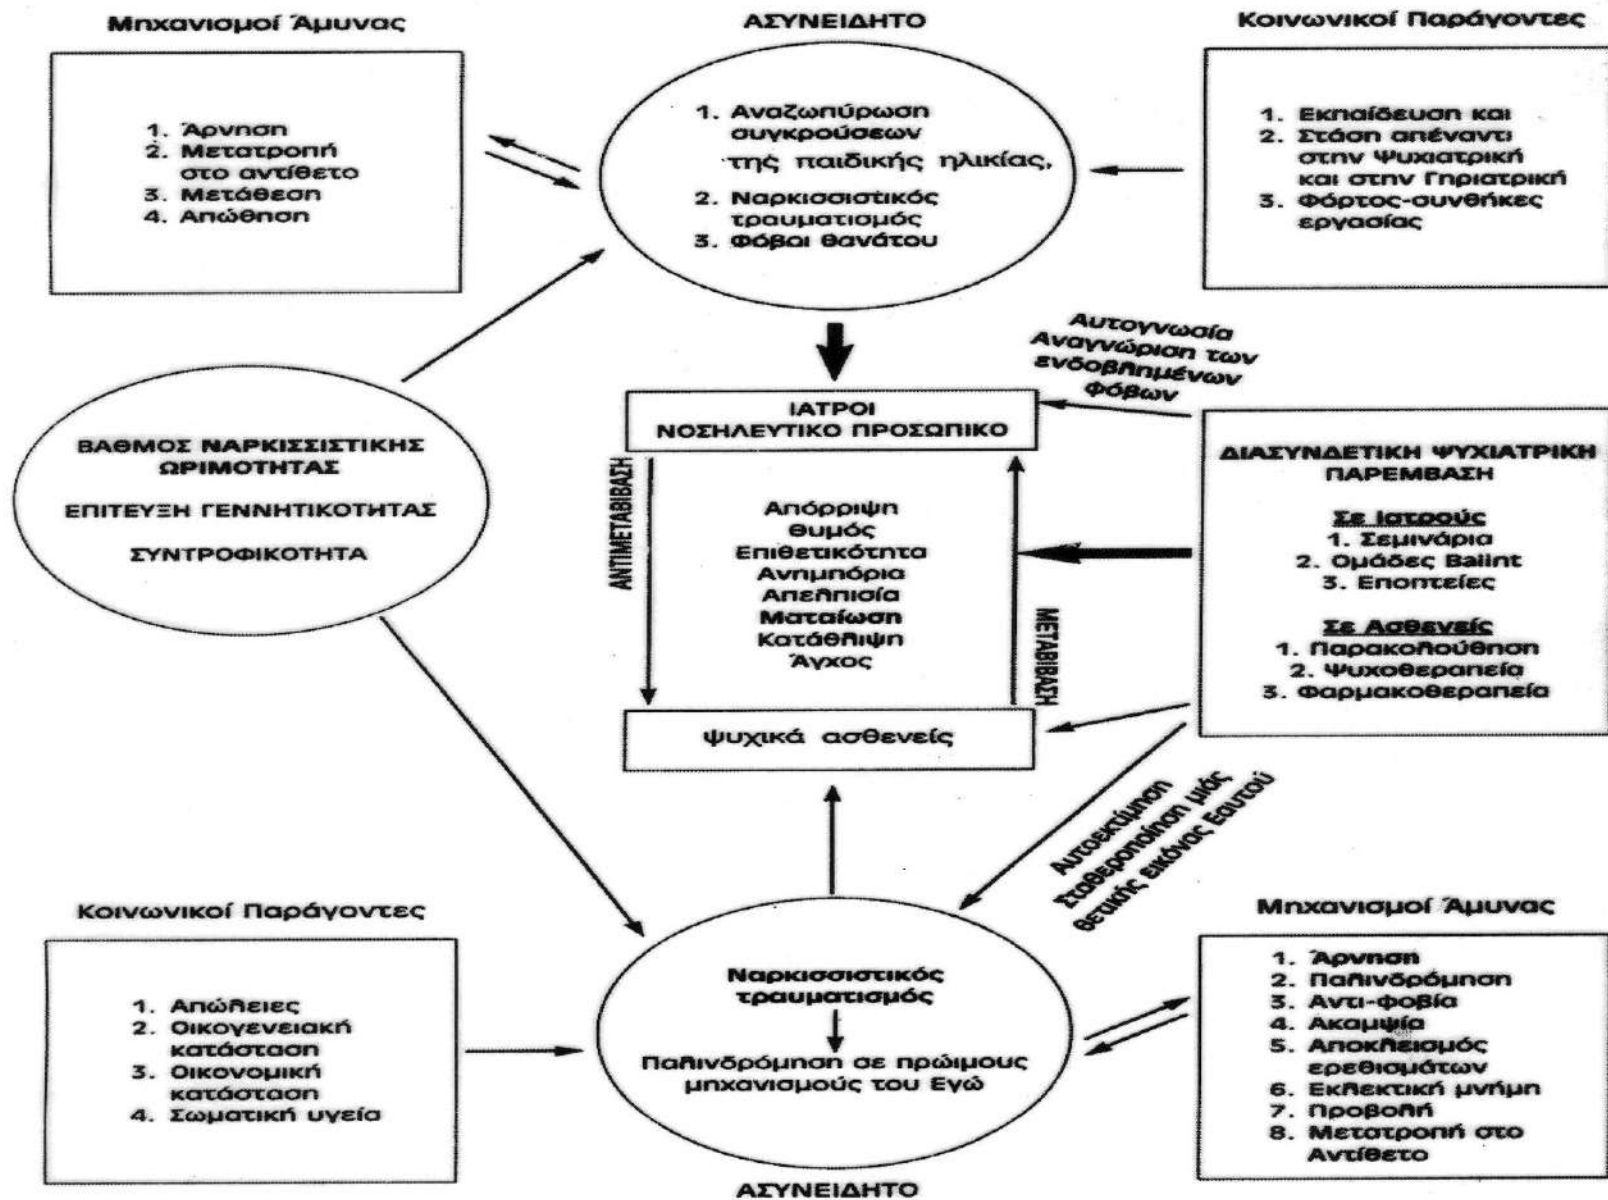 Μηχανισμοί Άμυνας
1. Άρνηση
2. Μετατροπή
στο αντίθετο
3. Μετάθεση
4. Απώθηση
ΑΣΥΝΕΙΔΗΤΟ
1. Αναζωπύρωση
συγκρούσεων
της παιδικής ηλικίας,
2. Ναρκισσιστικός
τραυματισμός
3. Φόβοι θανάτου
Κοινωνικοί Παράγοντες
1. Εκπαίδευση και
2. Στάση απέναντι
στην Ψυχιατρική
και στην Γηριατρική
3. Φόρτος-συνθήκες
εργασίας
Αυτογνωσία
Αναγνώριση των
ενδοβλημένων
φόβων
ΒΑΘΜΟΣ ΝΑΡΚΙΣΣΙΣΤΙΚΗΣ
ΩΡΙΜΟΤΗΤΑΣ
ΕΠΙΤΕΥΞΗ ΓΕΝΝΗΤΙΚΟΤΗΤΑΣ
ΣΥΝΤΡΟΦΙΚΟΤΗΤΑ
ΙΑΤΡΟΙ
ΝΟΣΗΛΕΥΤΙΚΟ ΠΡΟΣΩΠΙΚΟ
ΑΝΤΙΜΕΤΑΒΙΒΑΣΗ
Απόρριψη
Θυμός
Επιθετικότητα
Ανημπόρια
Απελπισία
Ματαίωση
Κατάθλιψη
Άγχος
ΜΕΤΑΒΙΒΑΣΗ
ψυχικά ασθενείς
ΔΙΑΣΥΝΔΕΤΙΚΗ ΨΥΧΙΑΤΡΙΚΗ
ΠΑΡΕΜΒΑΣΗ
Σε Ιατρούς
1. Σεμινάρια
2. Ομάδες Balint
3. Εποπτείες
Σε Ασθενείς
1. Παρακολούθηση
2. Ψυχοθεραπεία
3. Φαρμακοθεραπεία
Αυτοεκτίμηση
Σταθεροποίηση μιάς
θετικής εικόνας Εαυτού
Κοινωνικοί Παράγοντες
1. Απώλειες
2. Οικογενειακή
κατάσταση
3. Οικονομική
κατάσταση
4. Σωματική υγεία
Ναρκισσιστικός
τραυματισμός
Παλινδρόμηση σε πρώιμους
μηχανισμούς του Εγώ
ΑΣΥΝΕΙΔΗΤΟ
Μηχανισμοί Άμυνας
1. Άρνηση
2. Παλινδρόμηση
3. Αντι-φοβία
4. Ακαμψία
5. Αποκλεισμός
ερεθισμάτων
6. Εκλεκτική μνήμη
7. Προβολή
8. Μετατροπή στο
Αντίθετο